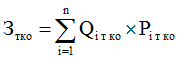 З тко = n ∑ i=1 Q i т ко × P i т ко